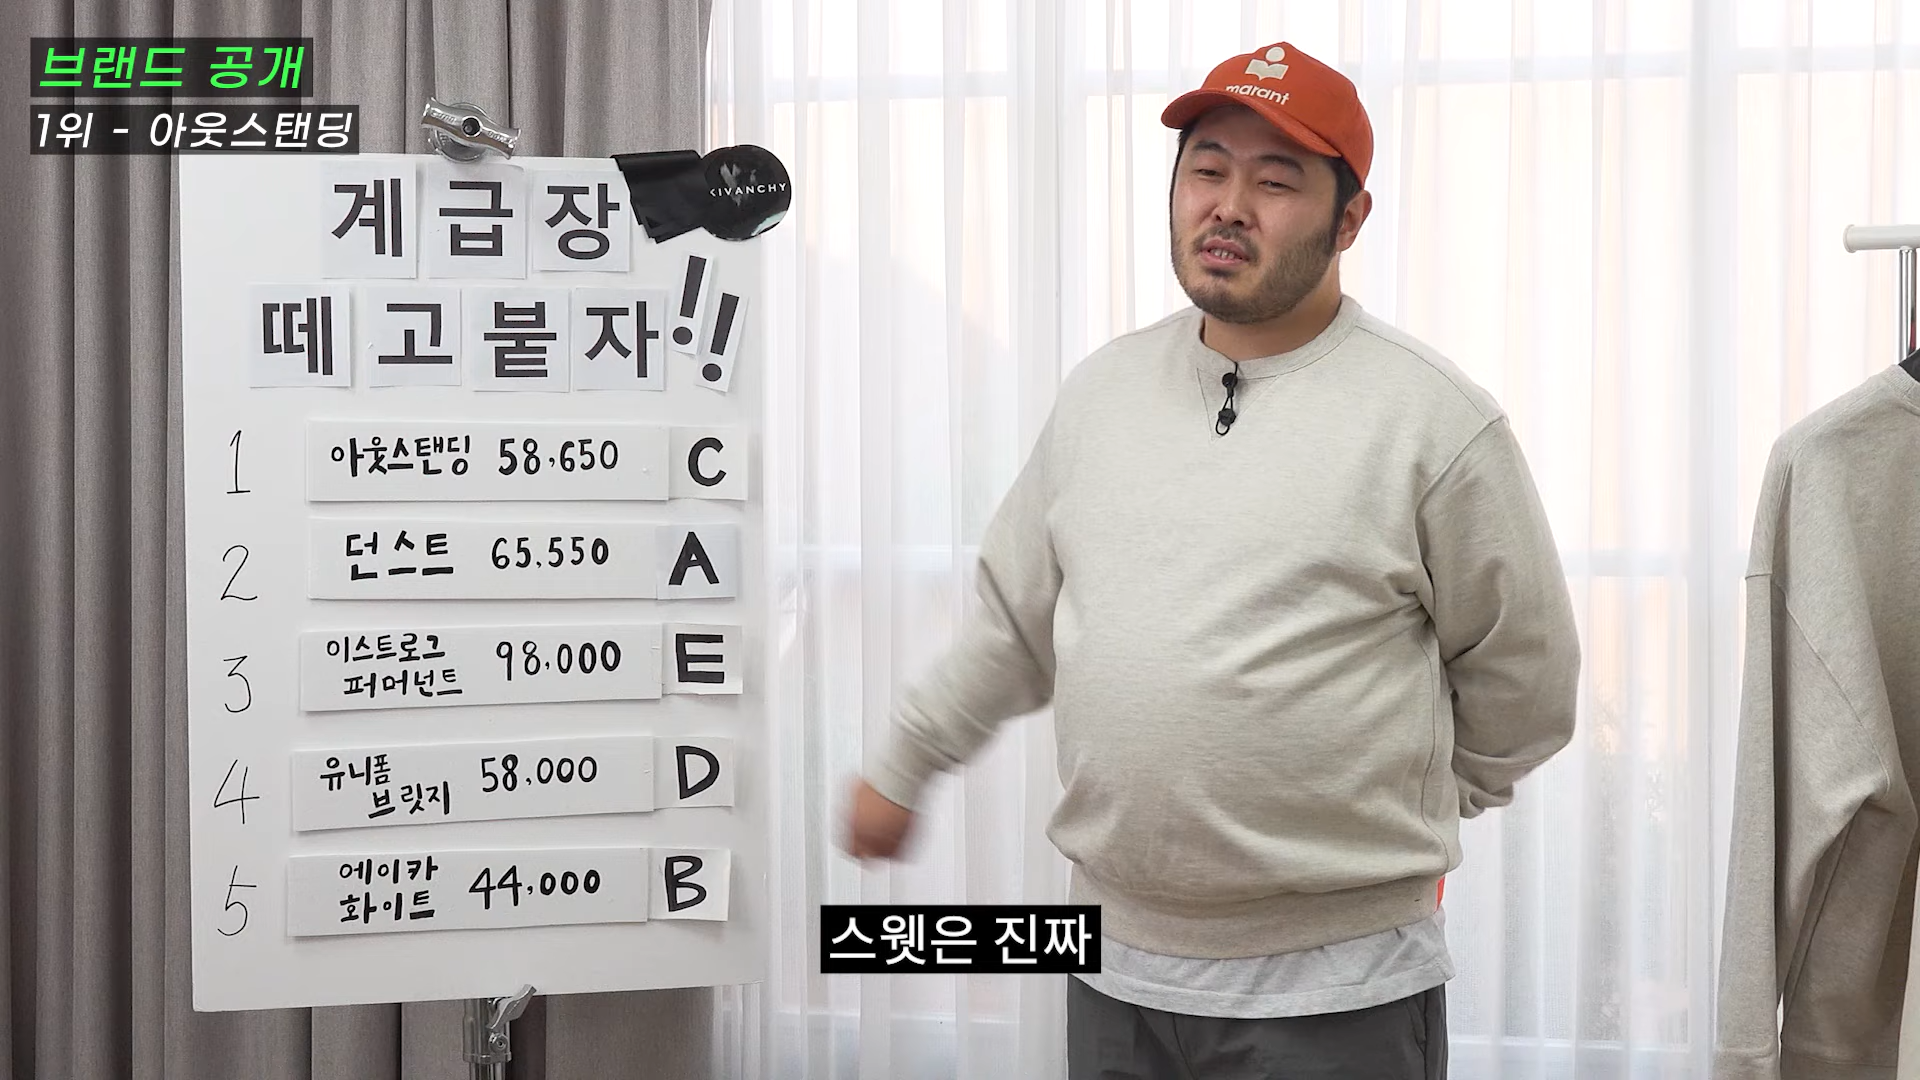 브랜드 공개
1위 - 아웃스탠딩
marant
KIVANCHY
계급장
떼고붙자!!
1 아웃스탠딩 58,650 C
2 던스트 65,550 A
3 이스트로그 퍼머넌트 98,000 E
4 유니폼 브릿지 58,000 D
5 에이카 화이트 44,000 B
스웻은 진짜